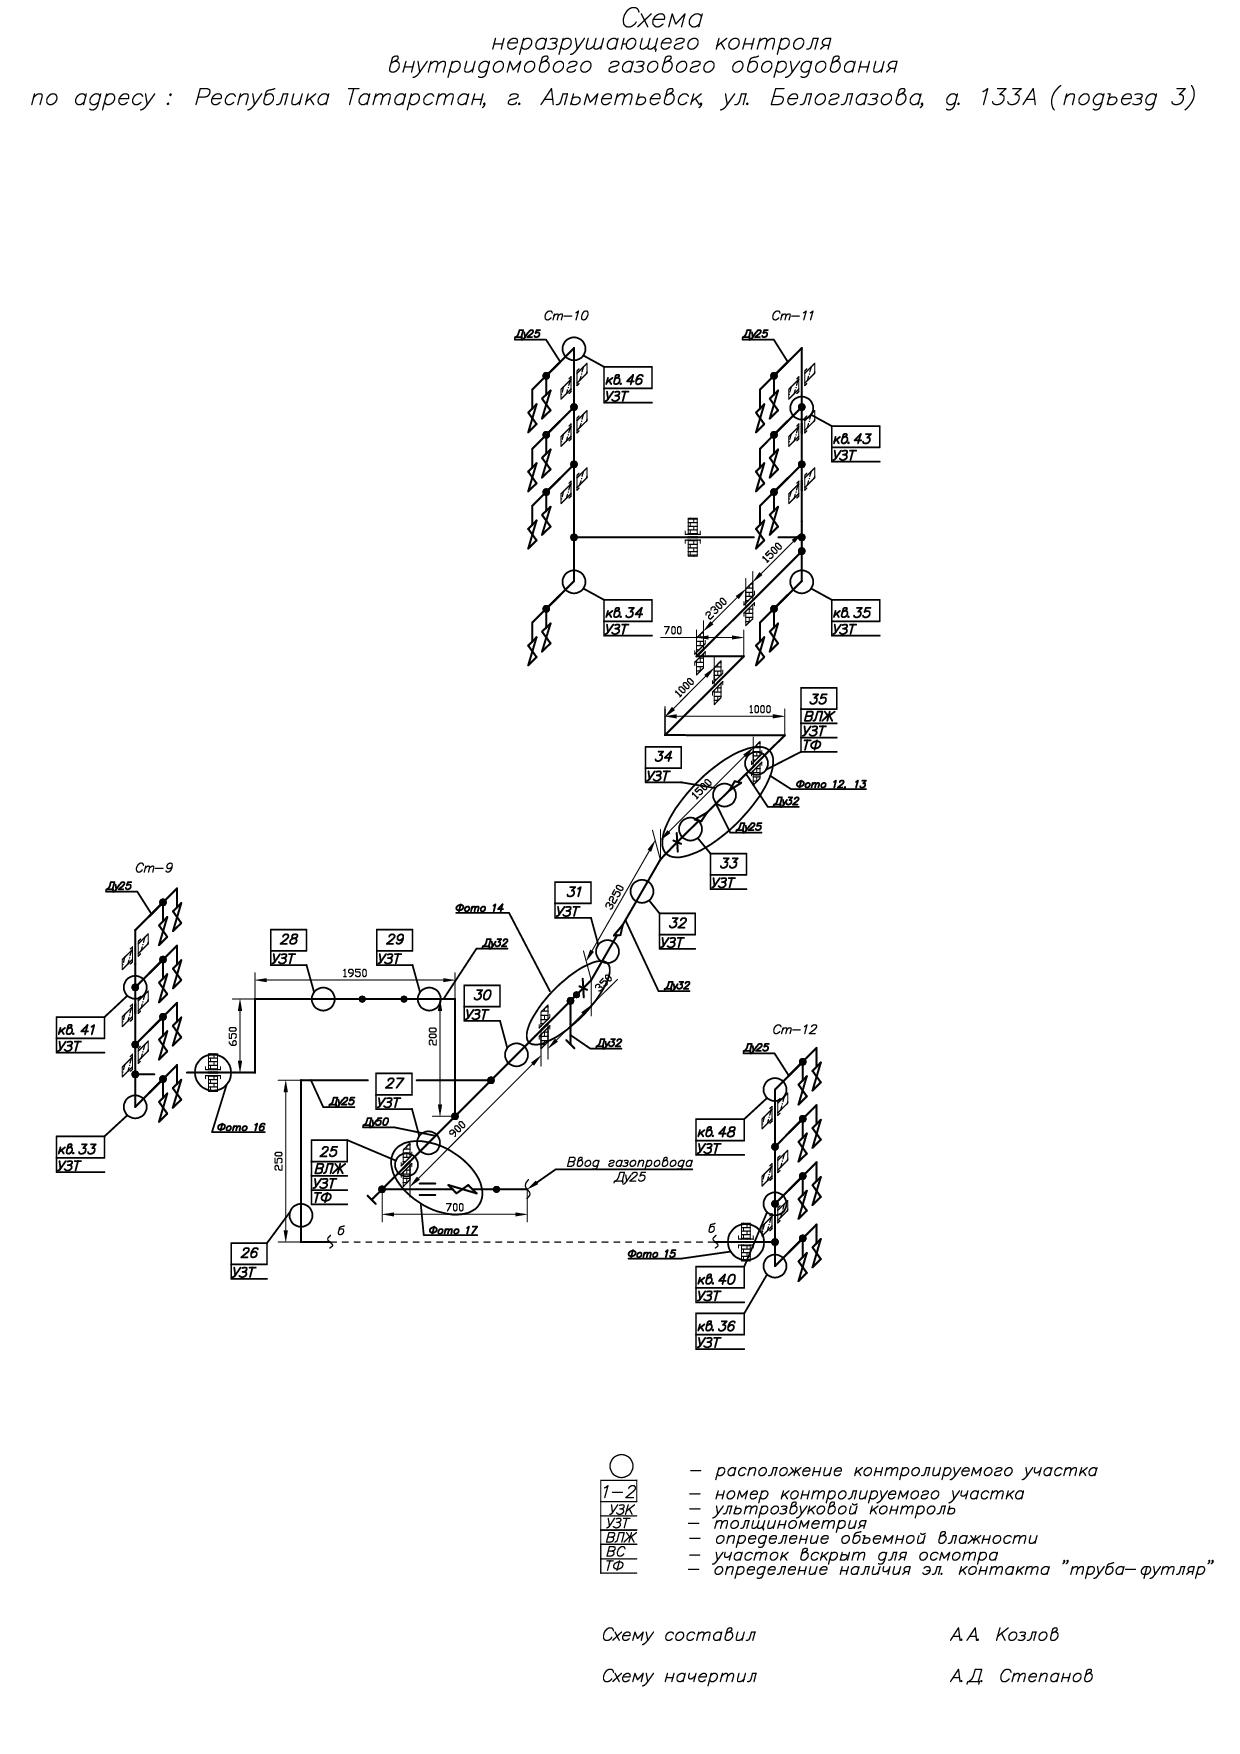 Схема
неразрушающего контроля
внутридомового газового оборудования
по адресу : Республика Татарстан, г. Альметьевск, ул. Белоглазова, д. 133А (подъезд 3)
Ст-10
Ст-11
Ду25
Ду25
кв. 46
УЗТ
кв. 43
УЗТ
1500
2300
кв. 34
УЗТ
кв. 35
УЗТ
700
1000
1000
35
ВЛЖ
УЗТ
ТФ
34
УЗТ
1500
Фото 12, 13
Ду32
Ду25
33
УЗТ
Ст-9
Ду25
31
УЗТ
3250
Фото 14
32
УЗТ
28
УЗТ
29
УЗТ
Ду32
1950
350
Ду32
30
УЗТ
кв. 41
УЗТ
650
200
Ду32
Ст-12
Ду25
27
УЗТ
Ду25
Фото 16
Ду50
900
кв. 33
УЗТ
кв. 48
УЗТ
25
ВЛЖ
УЗТ
ТФ
250
Ввод газопровода
Ду25
700
Фото 17
б
б
26
УЗТ
Фото 15
кв. 40
УЗТ
кв. 36
УЗТ
– расположение контролируемого участка
1-2 – номер контролируемого участка
УЗК – ультрозвуковой контроль
УЗТ – толщинометрия
ВЛЖ – определение объемной влажности
ВС – участок вскрыт для осмотра
ТФ – определение наличия эл. контакта "труба-футляр"
Схему составил А.А. Козлов
Схему начертил А.Д. Степанов